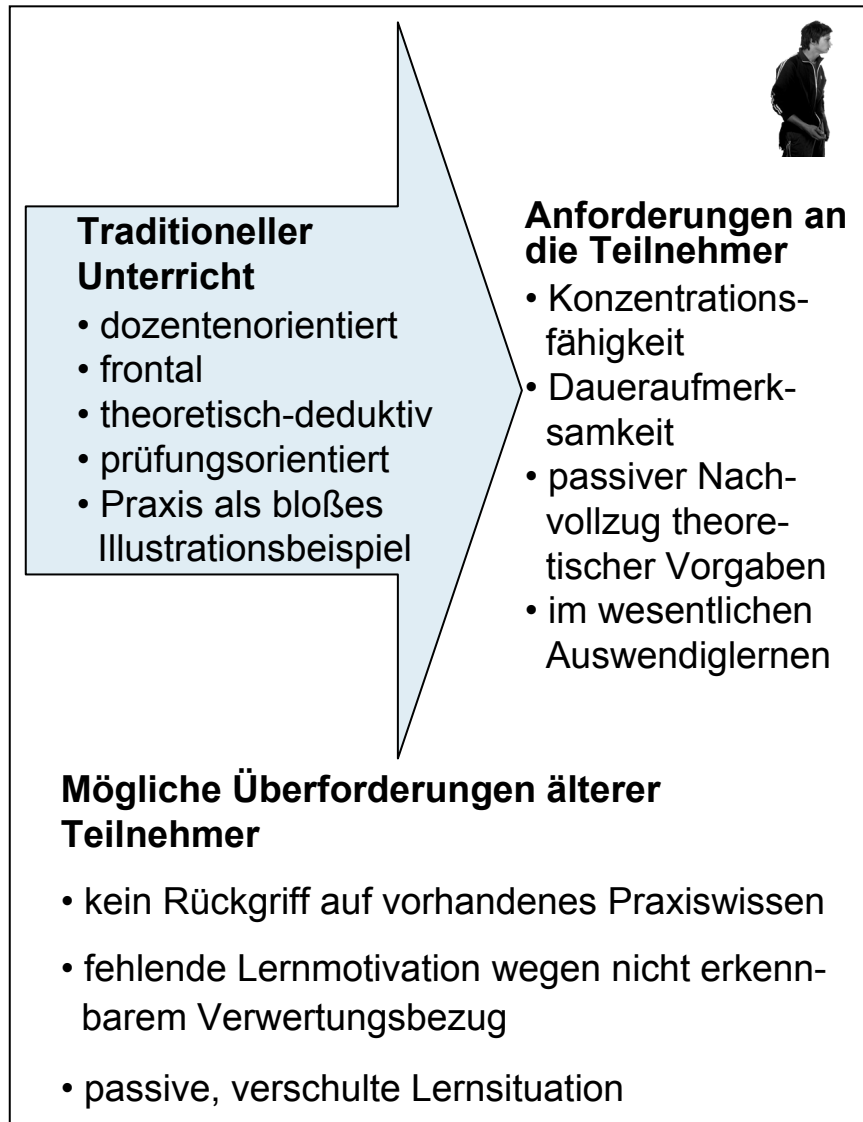 Traditioneller
Unterricht
• dozentenorientiert
• frontal
• theoretisch-deduktiv
• prüfungsorientiert
• Praxis als bloßes
Illustrationsbeispiel
Anforderungen an
die Teilnehmer
• Konzentrations-
fähigkeit
• Daueraufmerk-
samkeit
• passiver Nach-
vollzug theore-
tischer Vorgaben
• im wesentlichen
Auswendiglernen
Mögliche Überforderungen älterer
Teilnehmer
• kein Rückgriff auf vorhandenes Praxiswissen
• fehlende Lernmotivation wegen nicht erkenn-
barem Verwertungsbezug
• passive, verschulte Lernsituation